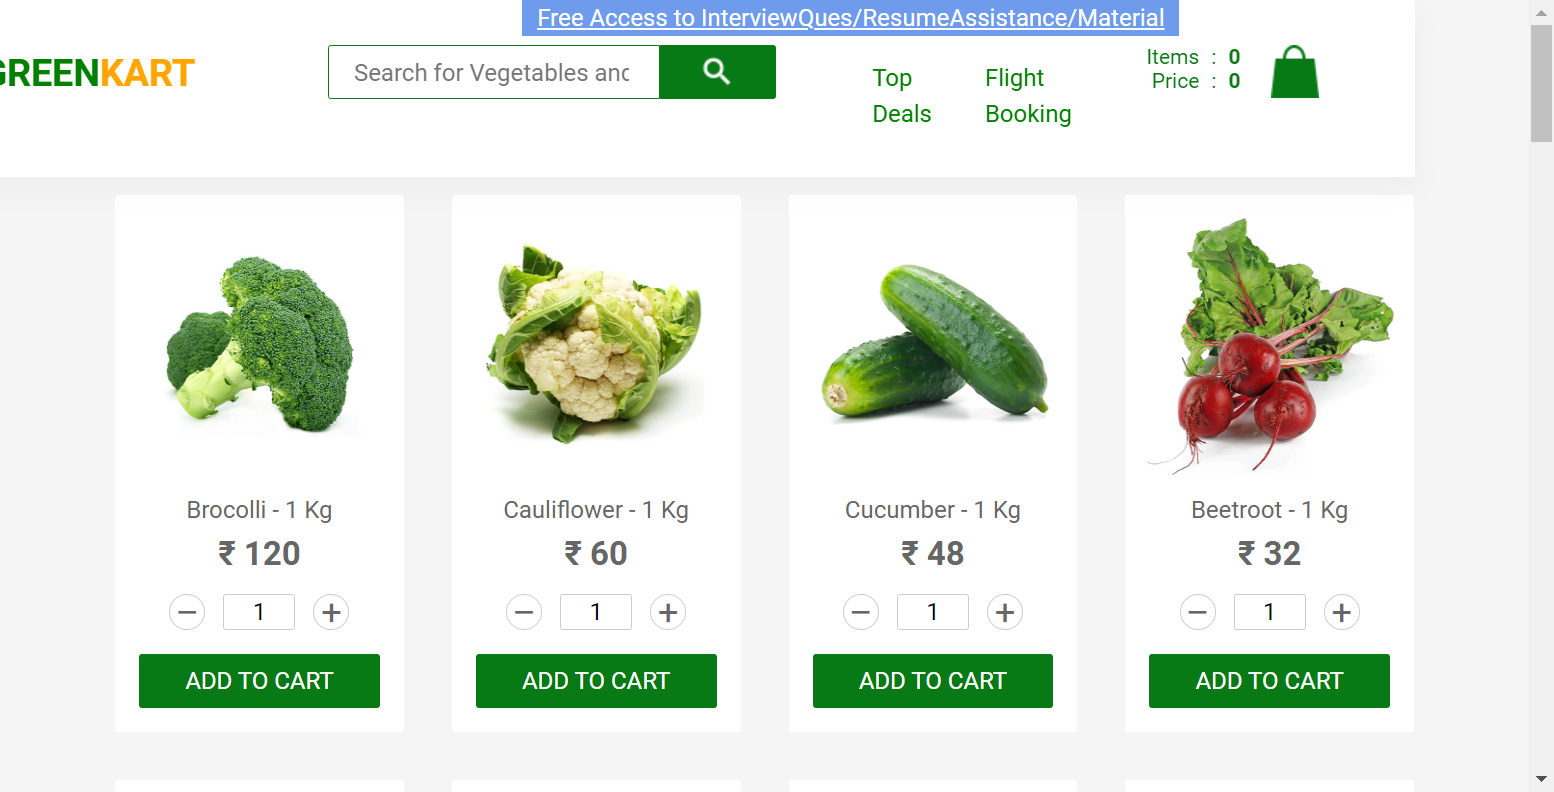 Free Access to InterviewQues/ResumeAssistance/Material
GREENKART
Search for Vegetables and
Top Deals
Flight Booking
Items : 0
Price : 0
Brocolli - 1 Kg
₹ 120
− 1 +
ADD TO CART
Cauliflower - 1 Kg
₹ 60
− 1 +
ADD TO CART
Cucumber - 1 Kg
₹ 48
− 1 +
ADD TO CART
Beetroot - 1 Kg
₹ 32
− 1 +
ADD TO CART